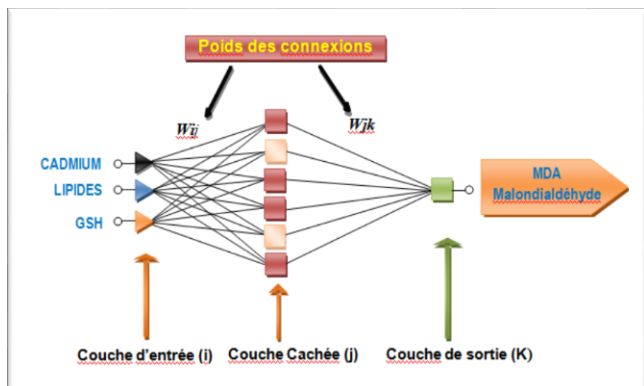 Poids des connexions
Wij
Wjk
CADMIUM
LIPIDES
GSH
MDA
Malondialdéhyde
Couche d'entrée (i)
Couche Cachée (j)
Couche de sortie (K)